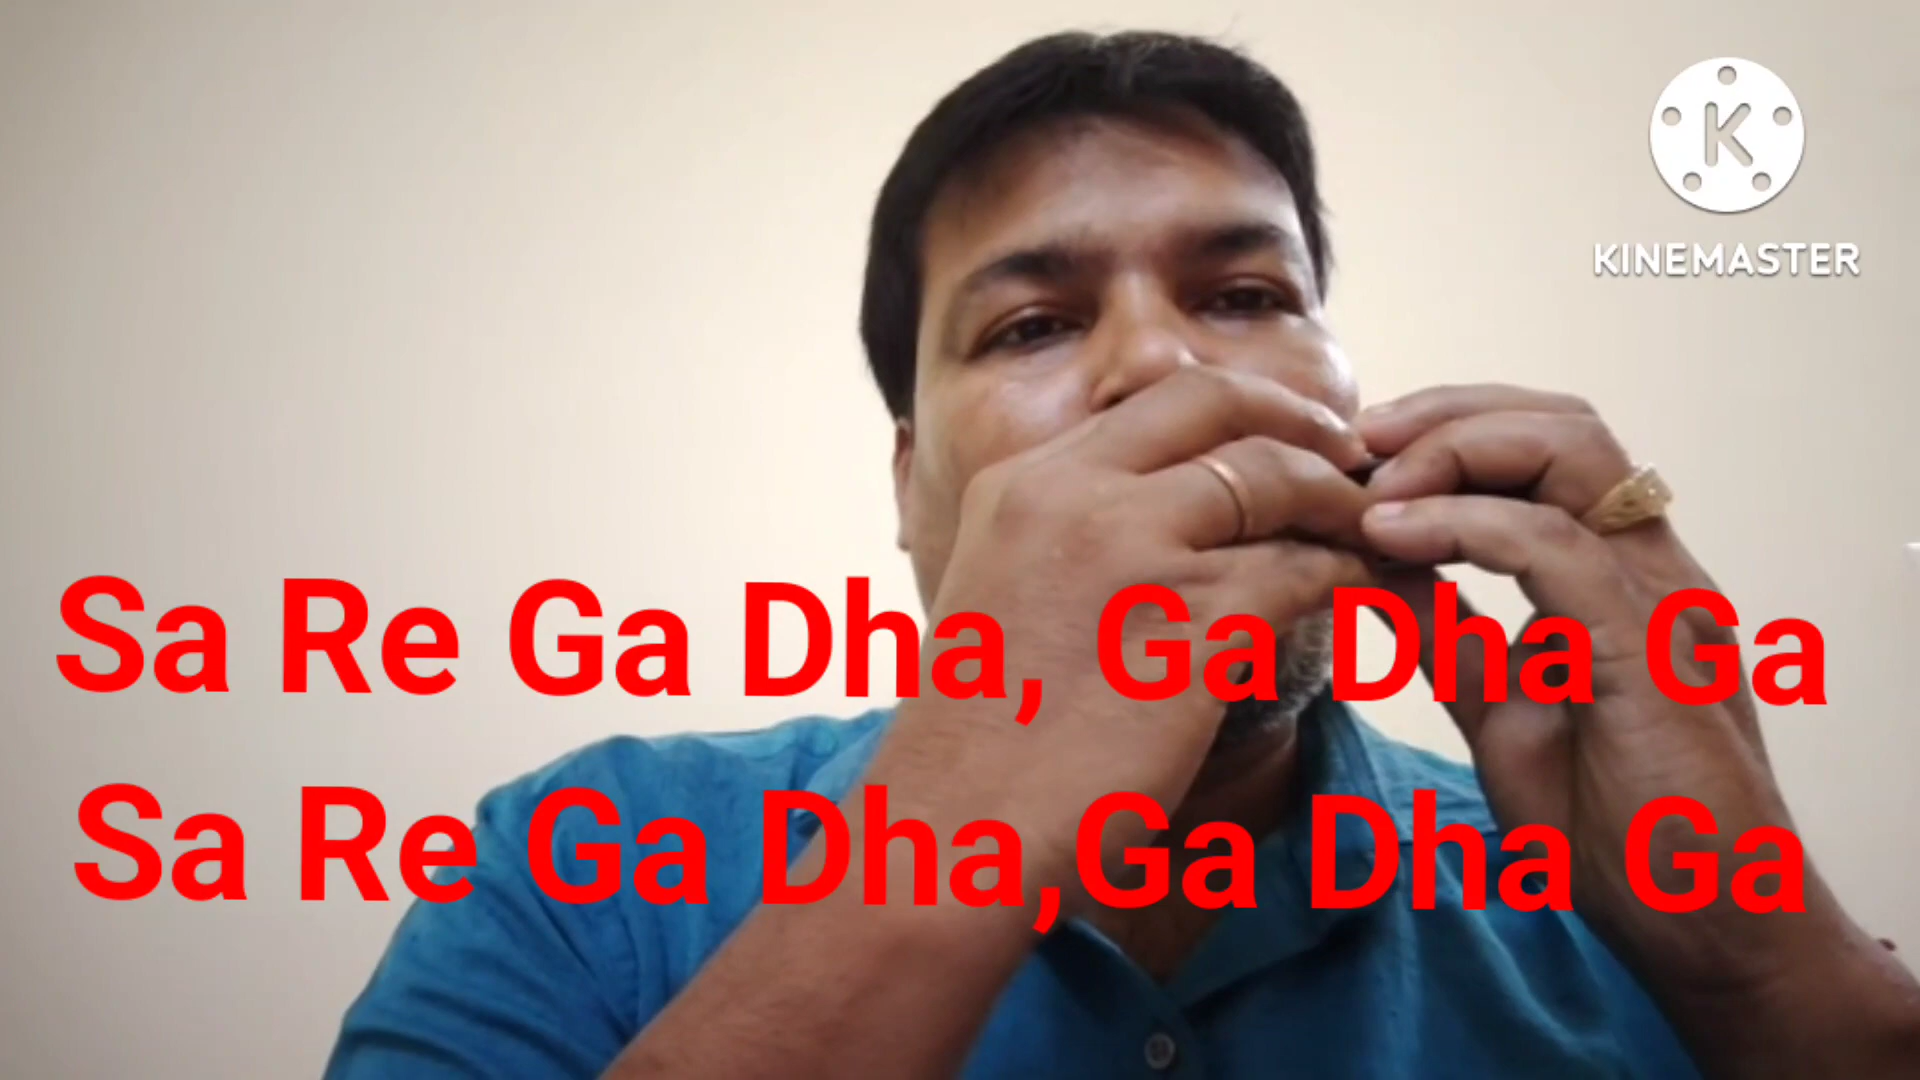 K
KINEMASTER
Sa Re Ga Dha, Ga Dha Ga
Sa Re Ga Dha,Ga Dha Ga